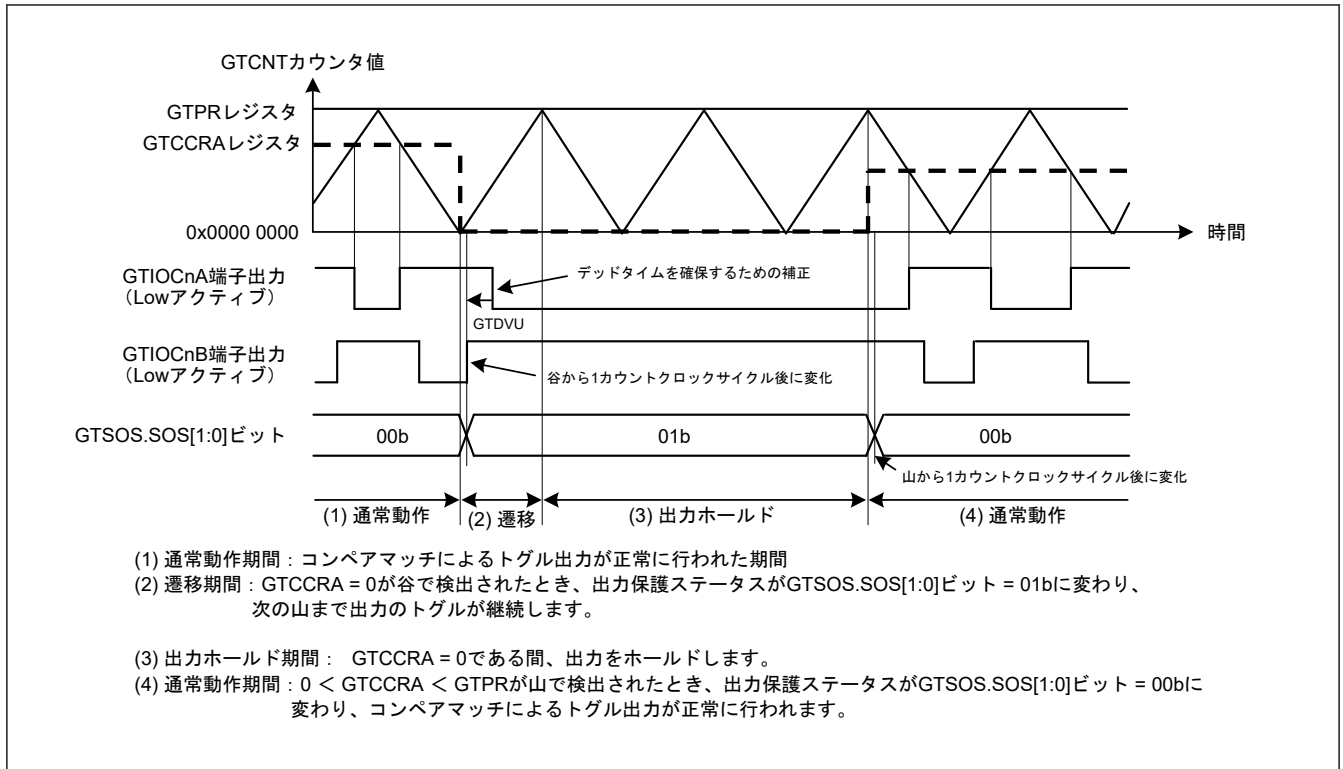 GTCNTカウンタ値
GTPRレジスタ
GTCCRAレジスタ
0x0000 0000
時間
GTIOCnA端子出力
(Lowアクティブ)
デッドタイムを確保するための補正
GTDVU
GTIOCnB端子出力
(Lowアクティブ)
谷から1カウントクロックサイクル後に変化
GTSOS.SOS[1:0]ビット
00b
01b
00b
山から1カウントクロックサイクル後に変化
(1) 通常動作
(2) 遷移
(3) 出力ホールド
(4) 通常動作
(1) 通常動作期間:コンペアマッチによるトグル出力が正常に行われた期間
(2) 遷移期間:GTCCRA = 0が谷で検出されたとき、出力保護ステータスがGTSOS.SOS[1:0]ビット = 01bに変わり、
次の山まで出力のトグルが継続します。
(3) 出力ホールド期間: GTCCRA = 0である間、出力をホールドします。
(4) 通常動作期間:0 < GTCCRA < GTPRが山で検出されたとき、出力保護ステータスがGTSOS.SOS[1:0]ビット = 00bに
変わり、コンペアマッチによるトグル出力が正常に行われます。